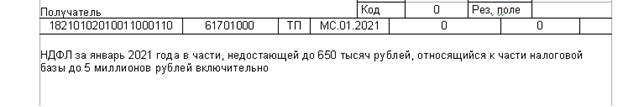 Получатель Код 0 Рез. поле
18210102010011000110 61701000 ТП МС.01.2021 0 0
НДФЛ за январь 2021 года в части, недостающей до 650 тысяч рублей, относящийся к части налоговой
базы до 5 миллионов рублей включительно